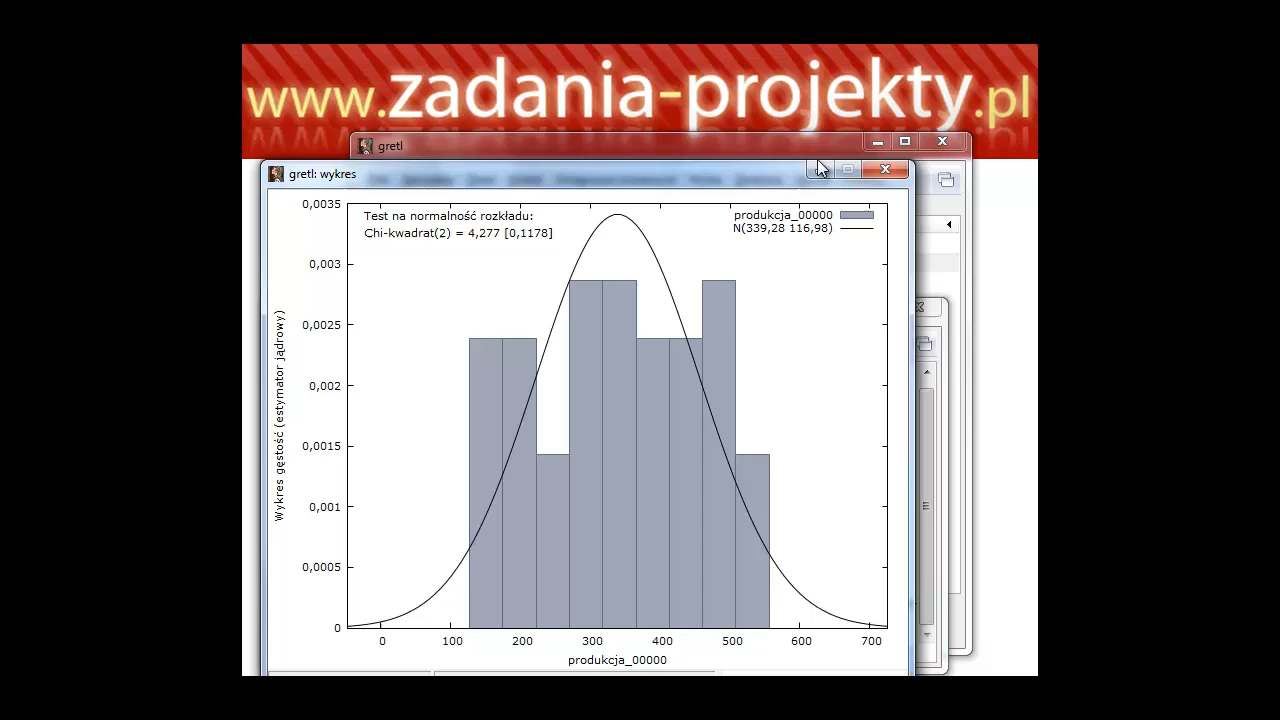 www.zadania-projekty.pl
gretl
gretl: wykres
Test na normalność rozkładu:
Chi-kwadrat(2) = 4,277 [0,1178]
produkcja_00000
N(339,28 116,98)
0,0035
0,003
0,0025
0,002
0,0015
0,001
0,0005
0
Wykres gęstość (estymator jądrowy)
0 100 200 300 400 500 600 700
produkcja_00000